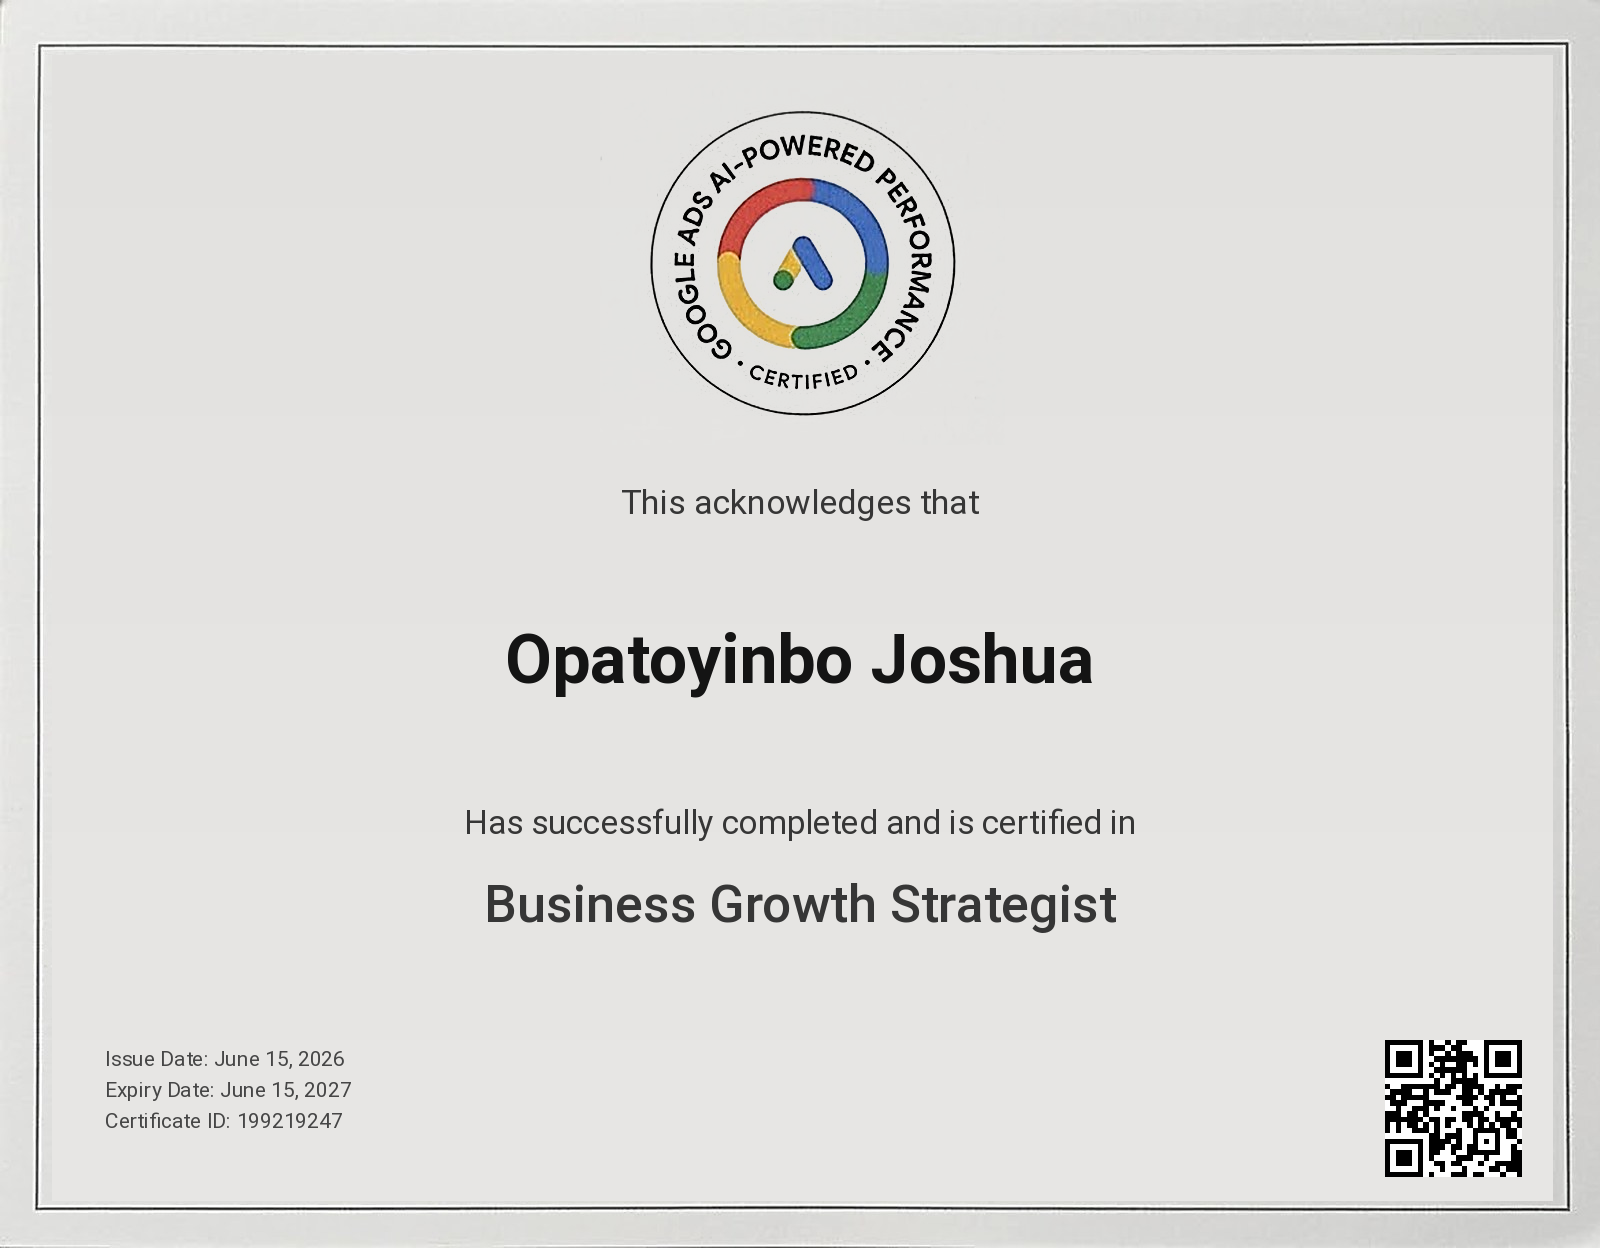 GOOGLE ADS AI-POWERED PERFORMANCE
· CERTIFIED ·
This acknowledges that
Opatoyinbo Joshua
Has successfully completed and is certified in
Business Growth Strategist
Issue Date: June 15, 2026
Expiry Date: June 15, 2027
Certificate ID: 199219247